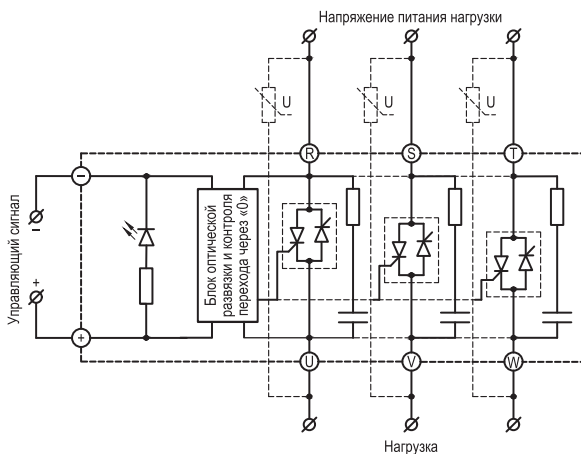 Напряжение питания нагрузки
U U U
R S T
Управляющий сигнал
−
+
−
+
Блок оптической
развязки и контроля
перехода через «0»
U V W
Нагрузка